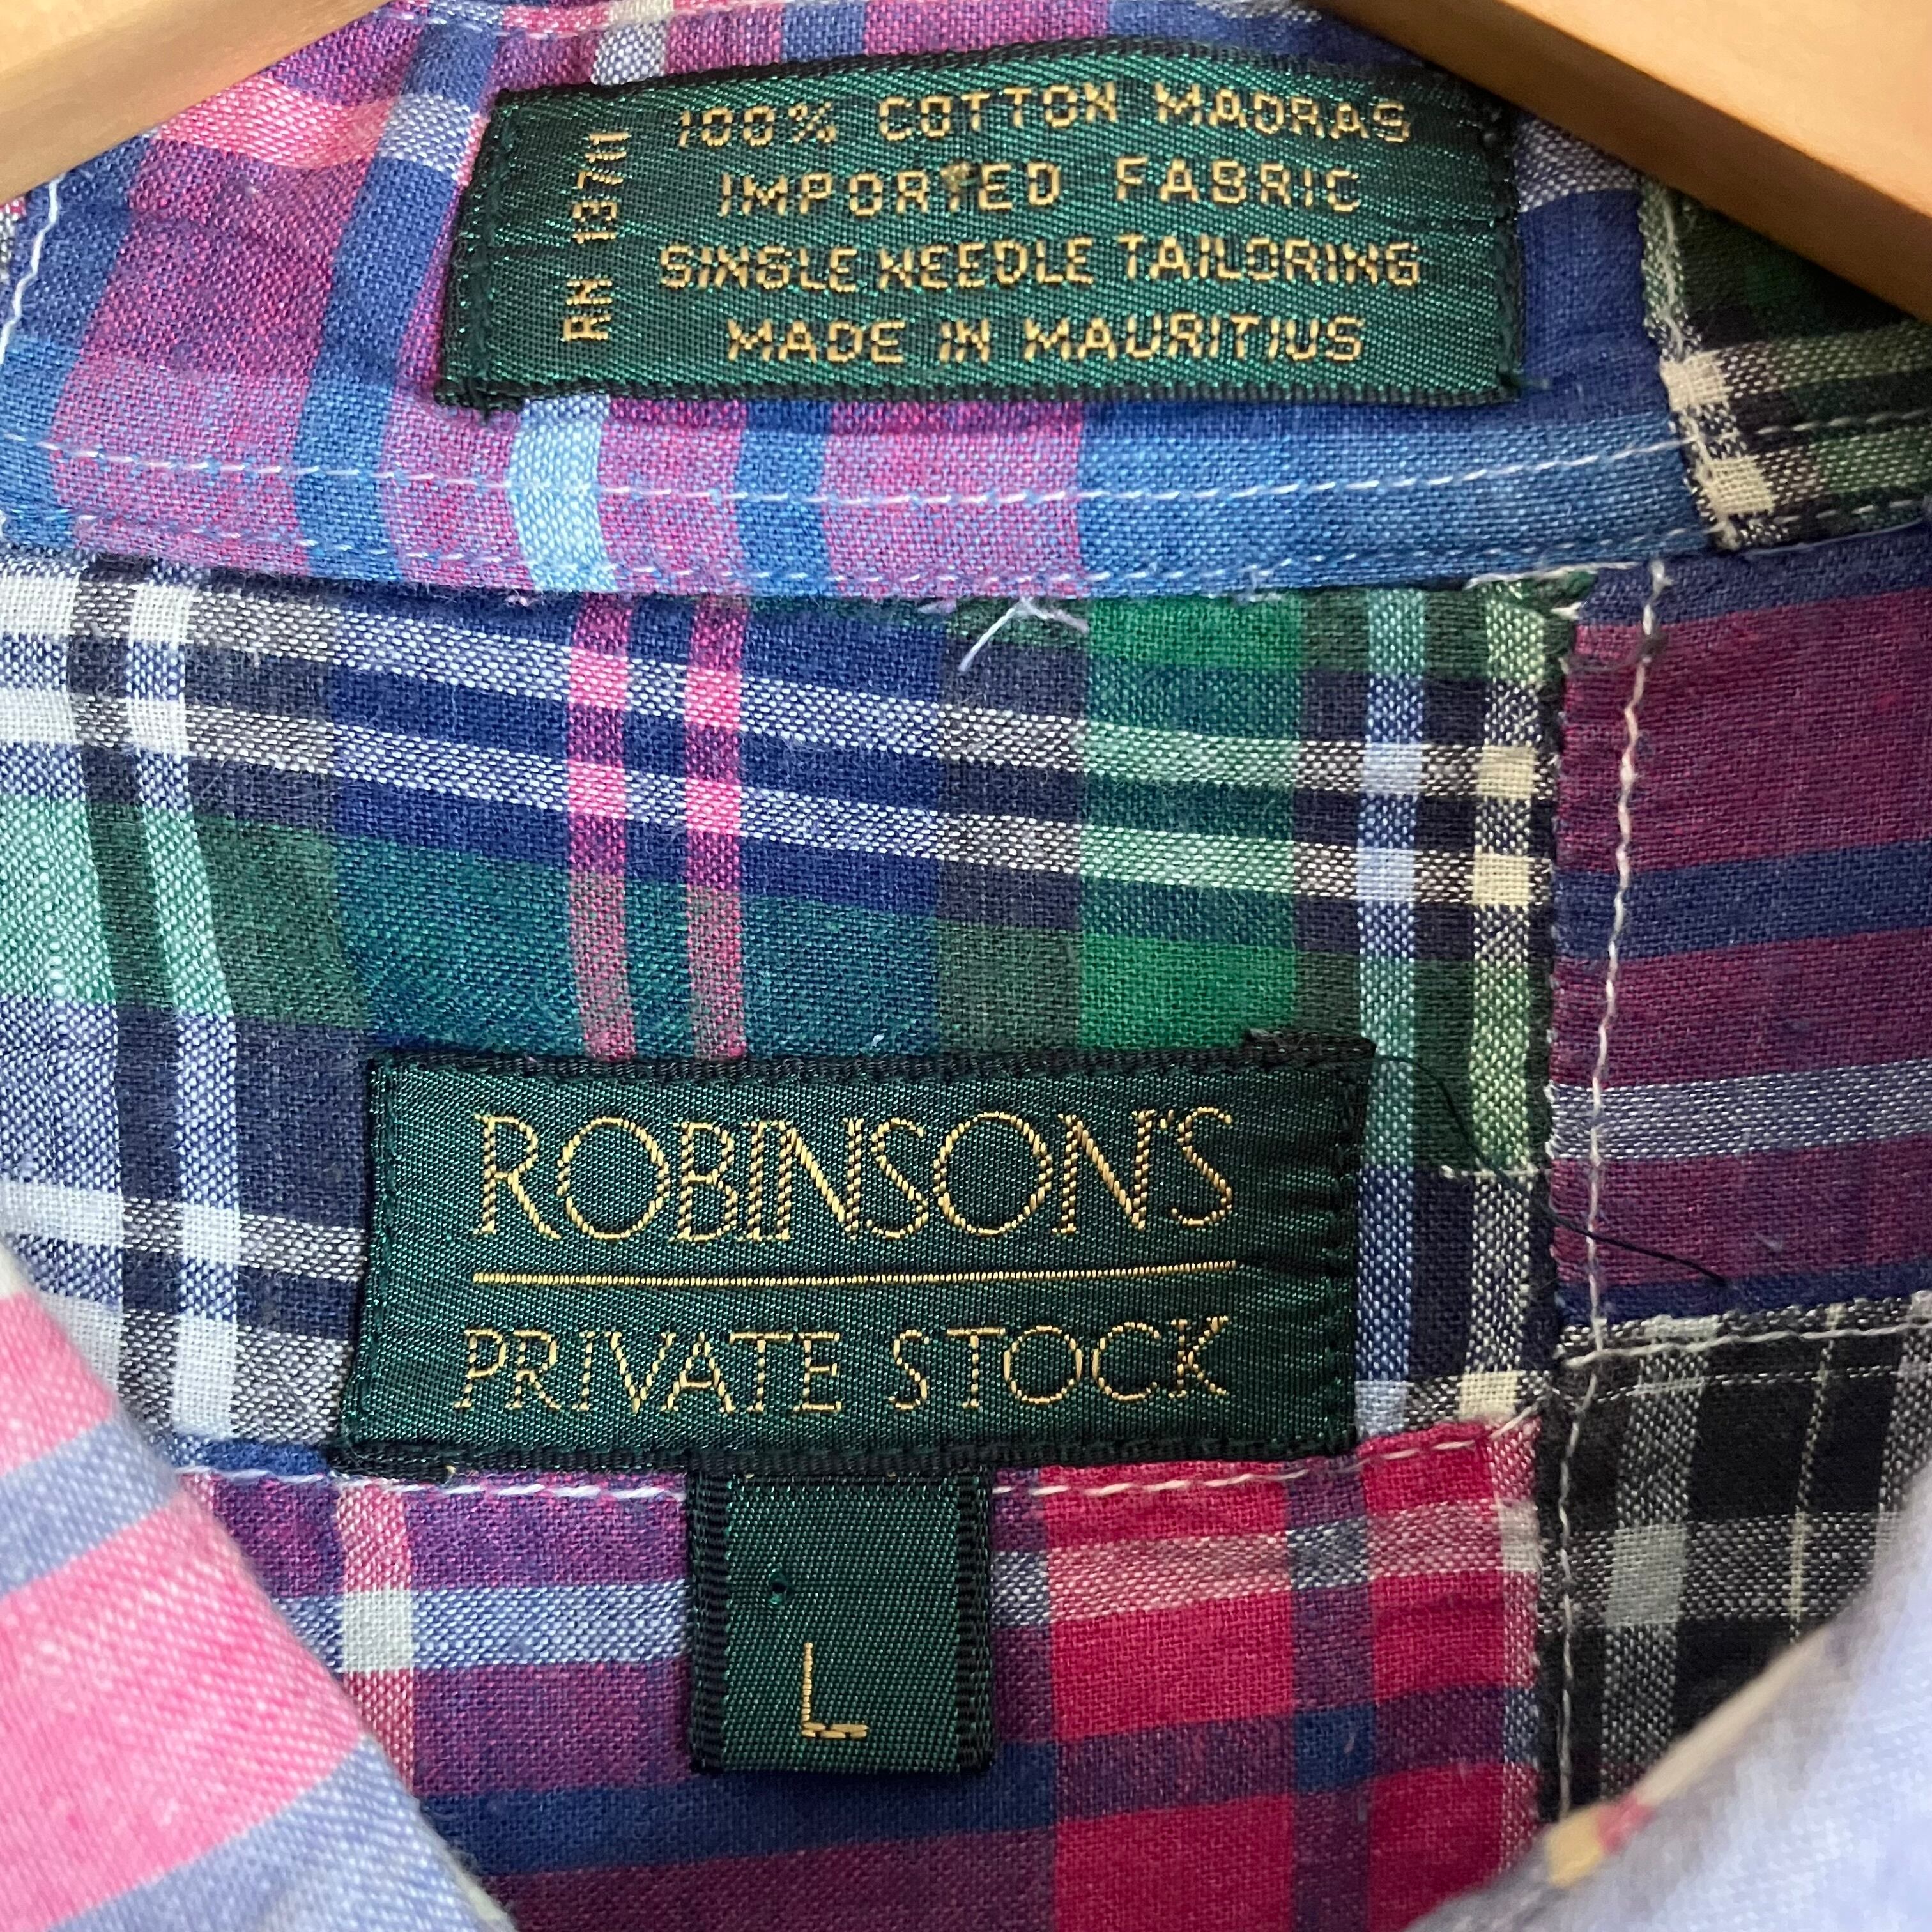 100% COTTON MADRAS
IMPORTED FABRIC
SINGLE NEEDLE TAILORING
MADE IN MAURITIUS
RN 13711
ROBINSON'S
PRIVATE STOCK
L